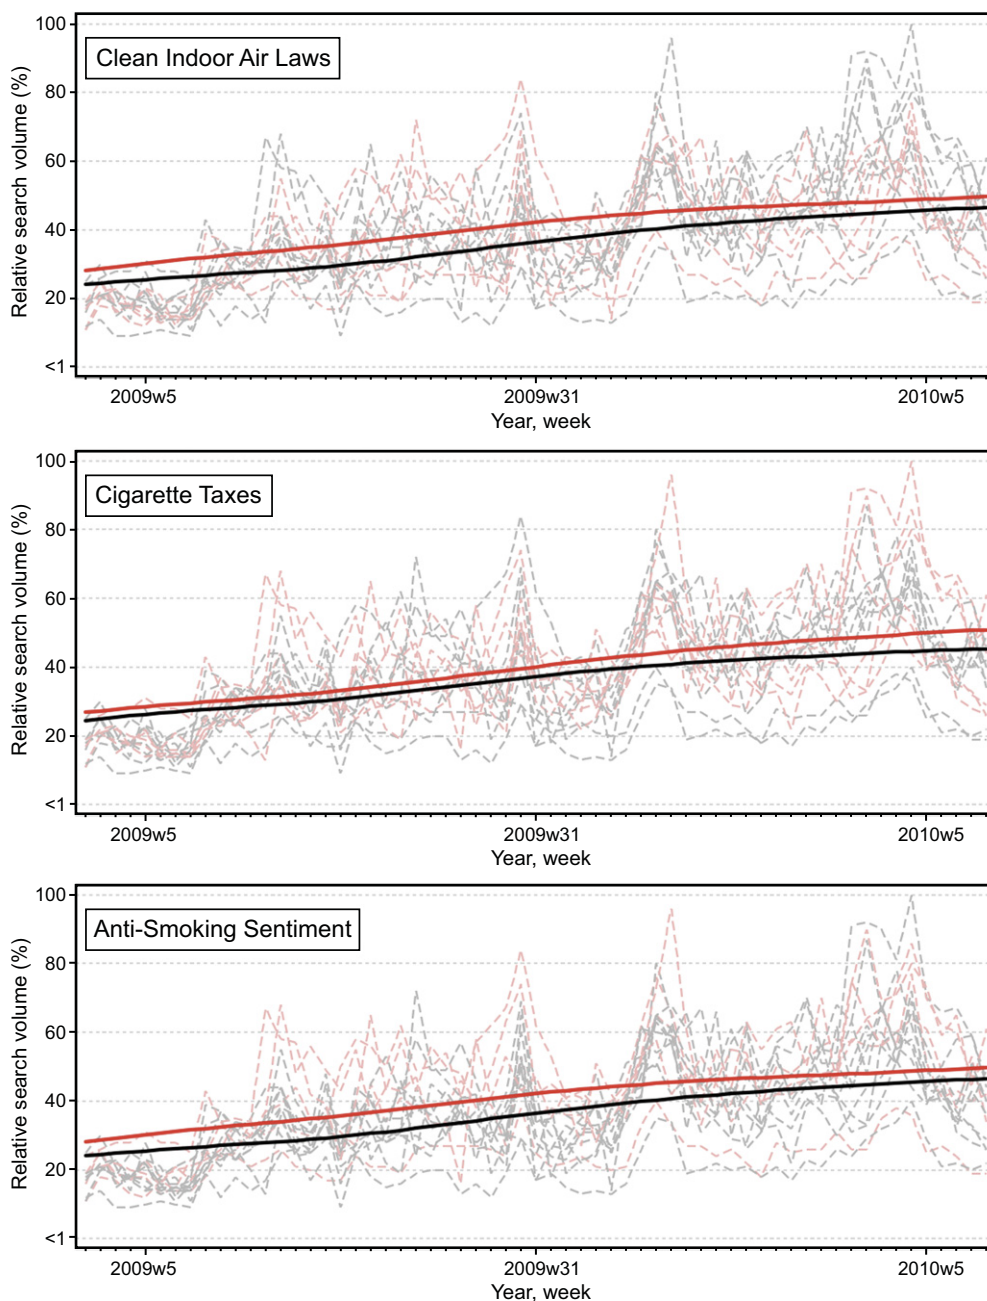 Clean Indoor Air Laws
Relative search volume (%)
100
80
60
40
20
<1
2009w5
2009w31
2010w5
Year, week
Cigarette Taxes
Relative search volume (%)
100
80
60
40
20
<1
2009w5
2009w31
2010w5
Year, week
Anti-Smoking Sentiment
Relative search volume (%)
100
80
60
40
20
<1
2009w5
2009w31
2010w5
Year, week